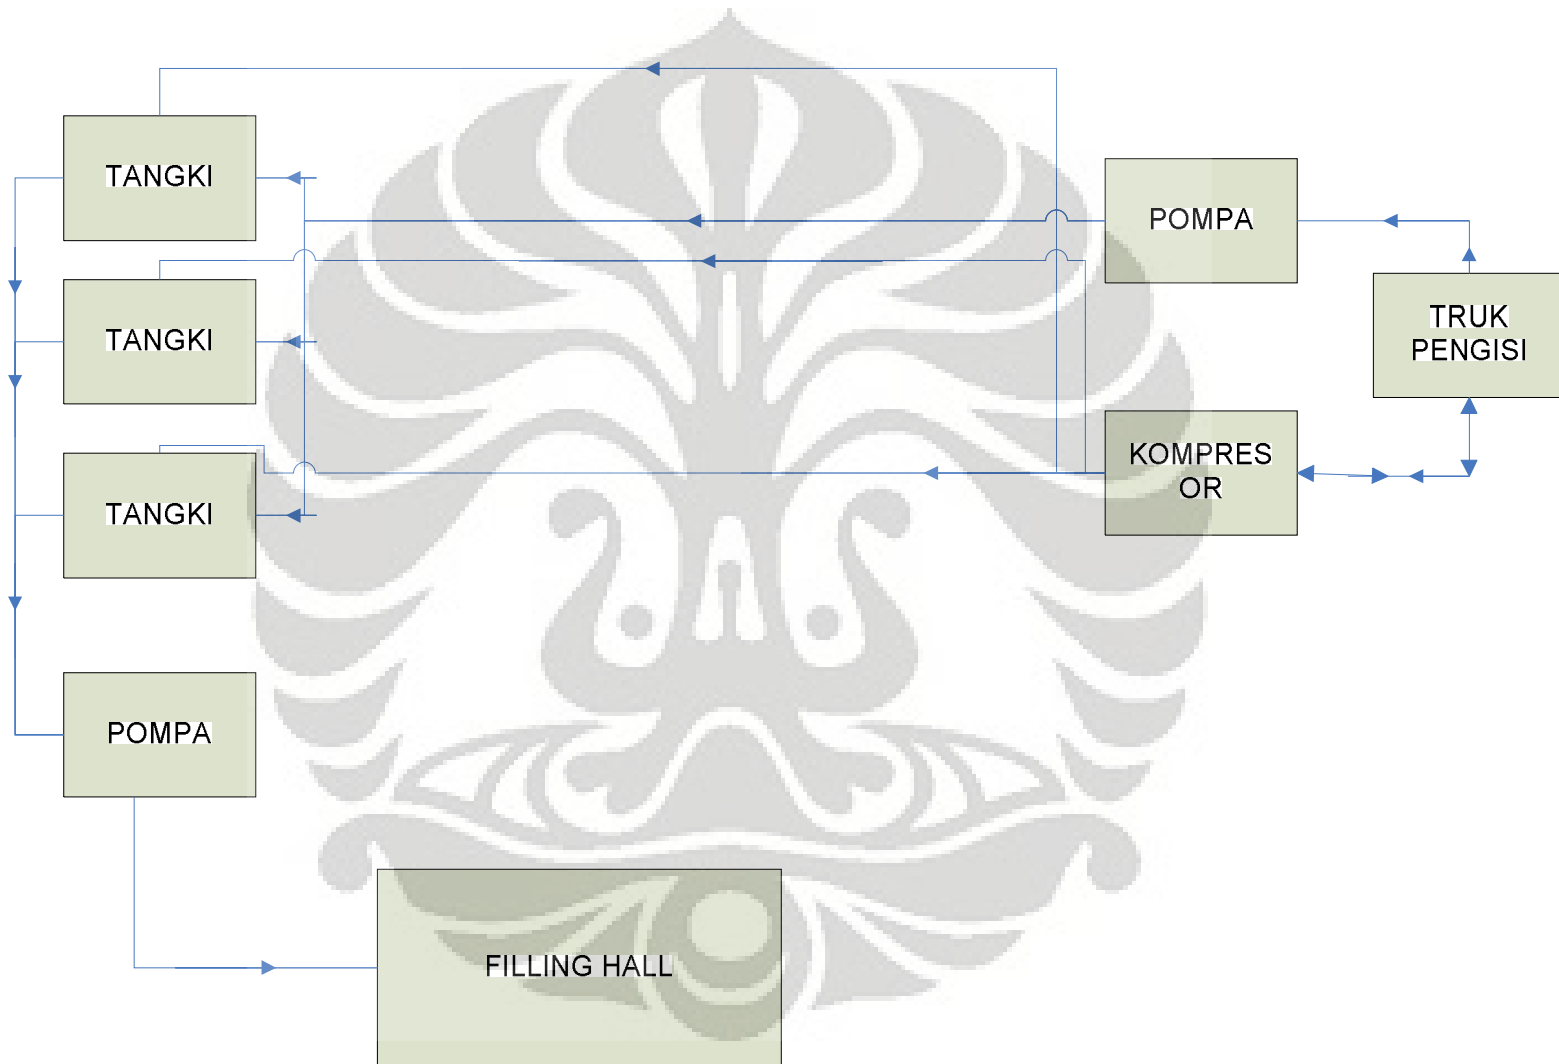 TANGKI
POMPA
TANGKI
TRUK
PENGISI
TANGKI
KOMPRES
OR
POMPA
FILLING HALL